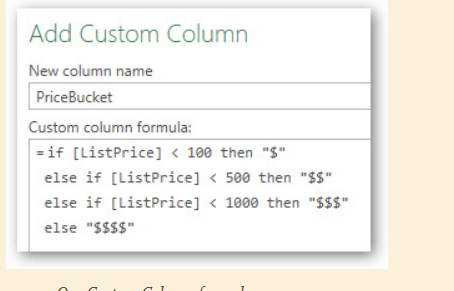 Add Custom Column
New column name
PriceBucket
Custom column formula:
=if [ListPrice] < 100 then "$"
else if [ListPrice] < 500 then "$$"
else if [ListPrice] < 1000 then "$$$"
else "$$$$"